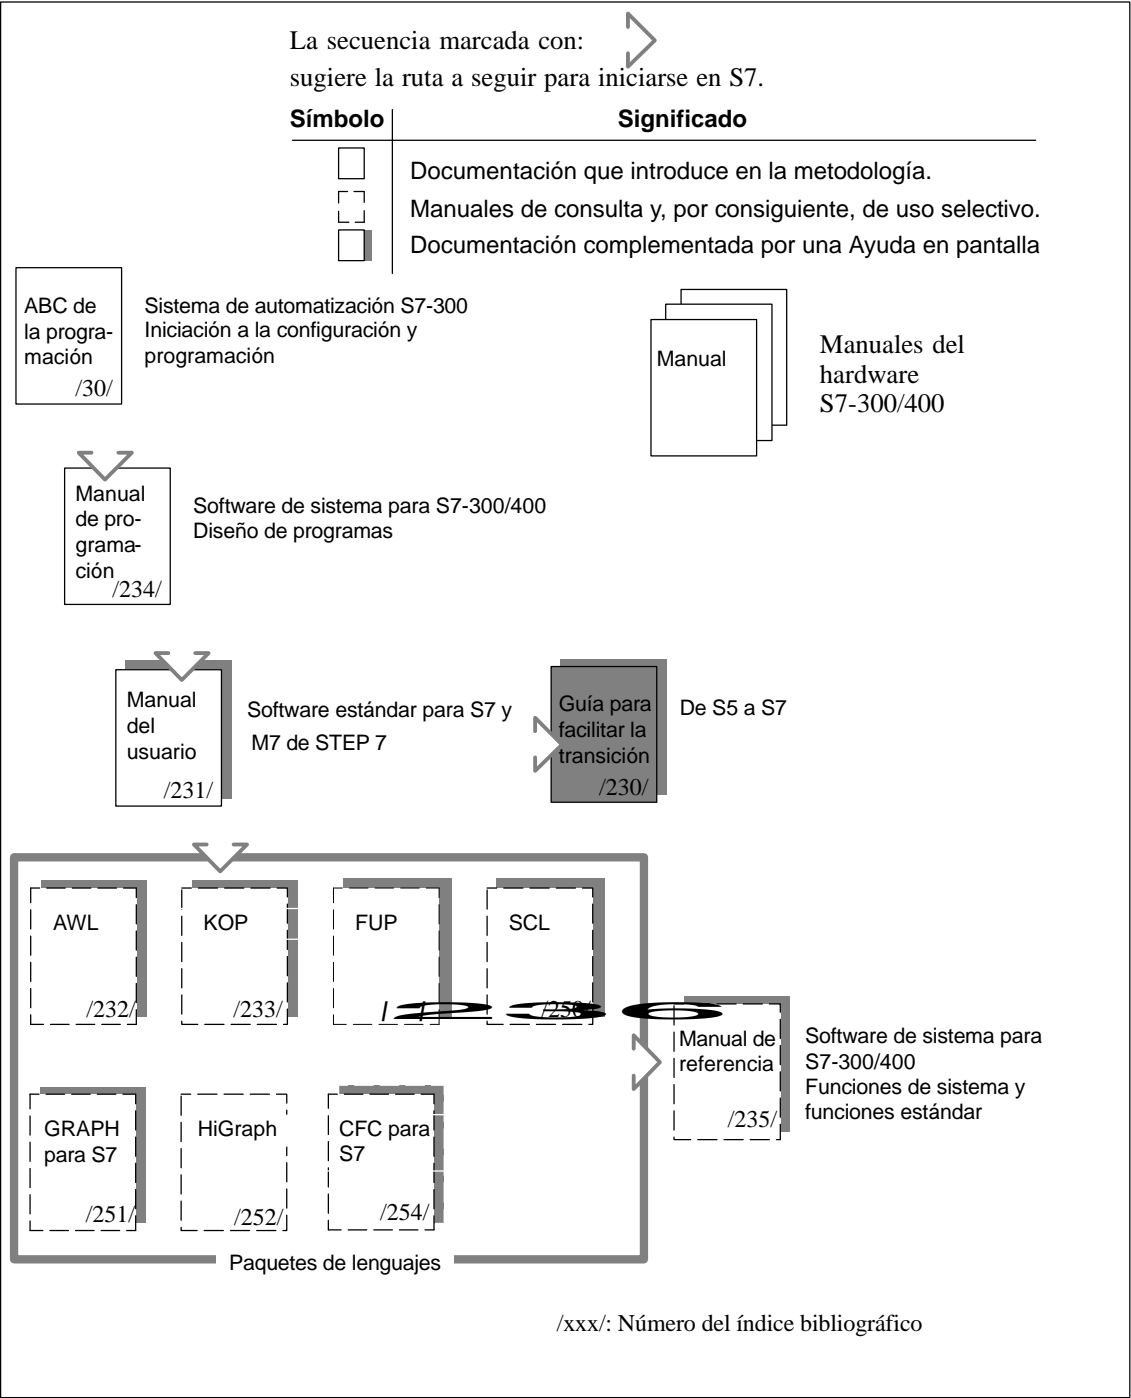 La secuencia marcada con:
sugiere la ruta a seguir para iniciarse en S7.
Símbolo Significado
Documentación que introduce en la metodología.
Manuales de consulta y, por consiguiente, de uso selectivo.
Documentación complementada por una Ayuda en pantalla
ABC de
la progra-
mación
/30/
Sistema de automatización S7-300
Iniciación a la configuración y
programación
Manual
Manuales del
hardware
S7-300/400
Manual
de pro-
grama-
ción
/234/
Software de sistema para S7-300/400
Diseño de programas
Manual
del
usuario
/231/
Software estándar para S7 y
M7 de STEP 7
Guía para
facilitar la
transición
/230/
De S5 a S7
AWL
/232/
KOP
/233/
FUP
SCL
/250/
Manual de
referencia
/235/
Software de sistema para
S7-300/400
Funciones de sistema y
funciones estándar
GRAPH
para S7
/251/
HiGraph
/252/
CFC para
S7
/254/
Paquetes de lenguajes
/xxx/: Número del índice bibliográfico